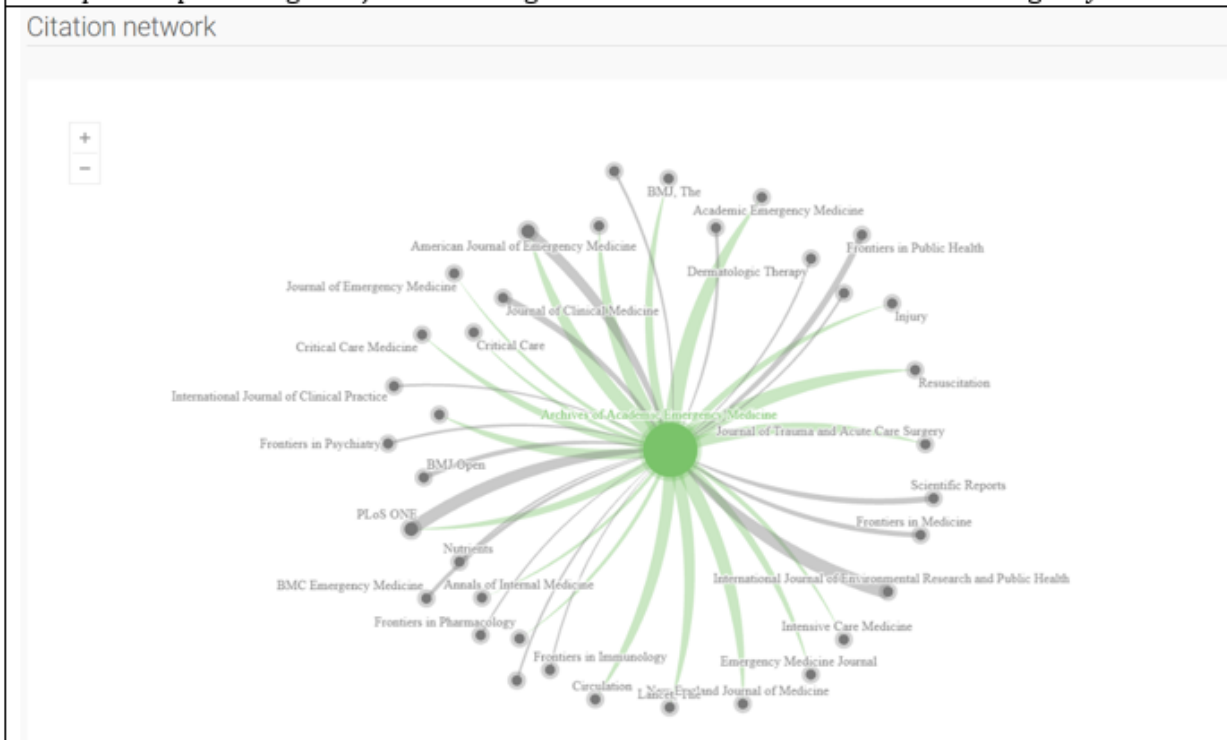 Citation network
+
−
BMJ, The
Academic Emergency Medicine
American Journal of Emergency Medicine
Frontiers in Public Health
Dermatologic Therapy
Journal of Emergency Medicine
Journal of Clinical Medicine
Injury
Critical Care Medicine
Critical Care
Resuscitation
International Journal of Clinical Practice
Archives of Academic Emergency Medicine
Journal of Trauma and Acute Care Surgery
Frontiers in Psychiatry
BMJ Open
Scientific Reports
PLoS ONE
Frontiers in Medicine
Nutrients
International Journal of Environmental Research and Public Health
BMC Emergency Medicine
Annals of Internal Medicine
Frontiers in Pharmacology
Intensive Care Medicine
Frontiers in Immunology
Emergency Medicine Journal
Circulation
Lancet, The
New England Journal of Medicine